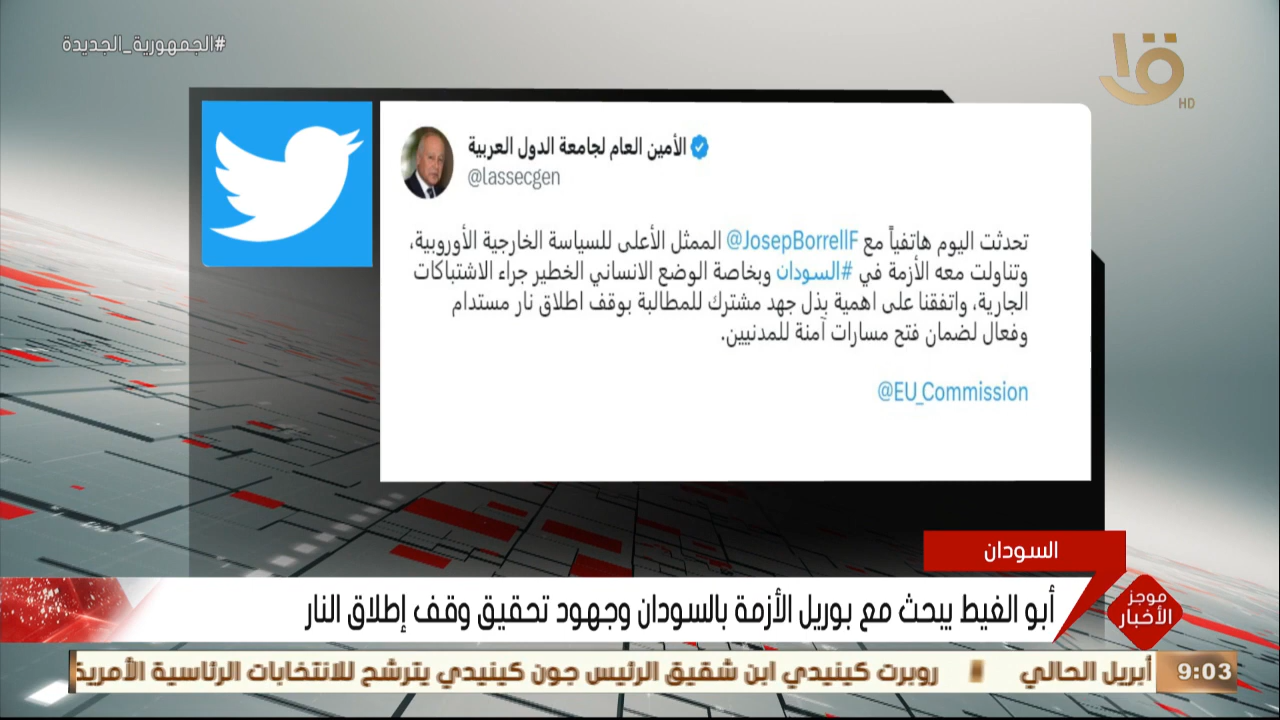 #الجمهورية_الجديدة
HD
الأمين العام لجامعة الدول العربية
@lassecgen
تحدثت اليوم هاتفياً مع @JosepBorrellF الممثل الأعلى للسياسة الخارجية الأوروبية،
وتناولت معه الأزمة في #السودان وبخاصة الوضع الانساني الخطير جراء الاشتباكات
الجارية، واتفقنا على اهمية بذل جهد مشترك للمطالبة بوقف اطلاق نار مستدام
وفعال لضمان فتح مسارات آمنة للمدنيين.
@EU_Commission
السودان
موجز
الأخبار
أبو الغيط يبحث مع بوريل الأزمة بالسودان وجهود تحقيق وقف إطلاق النار
9:03
أبريل الحالي روبرت كينيدي ابن شقيق الرئيس جون كينيدي يترشح للانتخابات الرئاسية